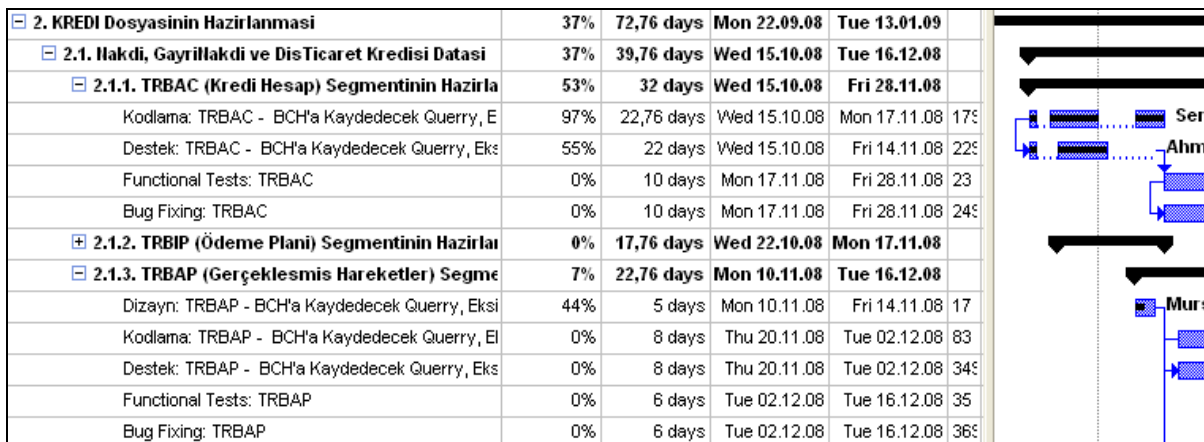 2. KREDI Dosyasinin Hazirlanmasi 37% 72,76 days Mon 22.09.08 Tue 13.01.09
2.1. Nakdi, GayriNakdi ve DisTicaret Kredisi Datasi 37% 39,76 days Wed 15.10.08 Tue 16.12.08
2.1.1. TRBAC (Kredi Hesap) Segmentinin Hazirla 53% 32 days Wed 15.10.08 Fri 28.11.08
Kodlama: TRBAC - BCH'a Kaydedecek Querry, E 97% 22,76 days Wed 15.10.08 Mon 17.11.08 17S Ser
Destek: TRBAC - BCH'a Kaydedecek Querry, Eks 55% 22 days Wed 15.10.08 Fri 14.11.08 22S Ahm
Functional Tests: TRBAC 0% 10 days Mon 17.11.08 Fri 28.11.08 23
Bug Fixing: TRBAC 0% 10 days Mon 17.11.08 Fri 28.11.08 24S
2.1.2. TRBIP (Ödeme Plani) Segmentinin Hazirlar 0% 17,76 days Wed 22.10.08 Mon 17.11.08
2.1.3. TRBAP (Gerçeklesmis Hareketler) Segme 7% 22,76 days Mon 10.11.08 Tue 16.12.08
Dizayn: TRBAP - BCH'a Kaydedecek Querry, Eksi 44% 5 days Mon 10.11.08 Fri 14.11.08 17 Murs
Kodlama: TRBAP - BCH'a Kaydedecek Querry, El 0% 8 days Thu 20.11.08 Tue 02.12.08 83
Destek: TRBAP - BCH'a Kaydedecek Querry, Eks 0% 8 days Thu 20.11.08 Tue 02.12.08 34S
Functional Tests: TRBAP 0% 6 days Tue 02.12.08 Tue 16.12.08 35
Bug Fixing: TRBAP 0% 6 days Tue 02.12.08 Tue 16.12.08 36S